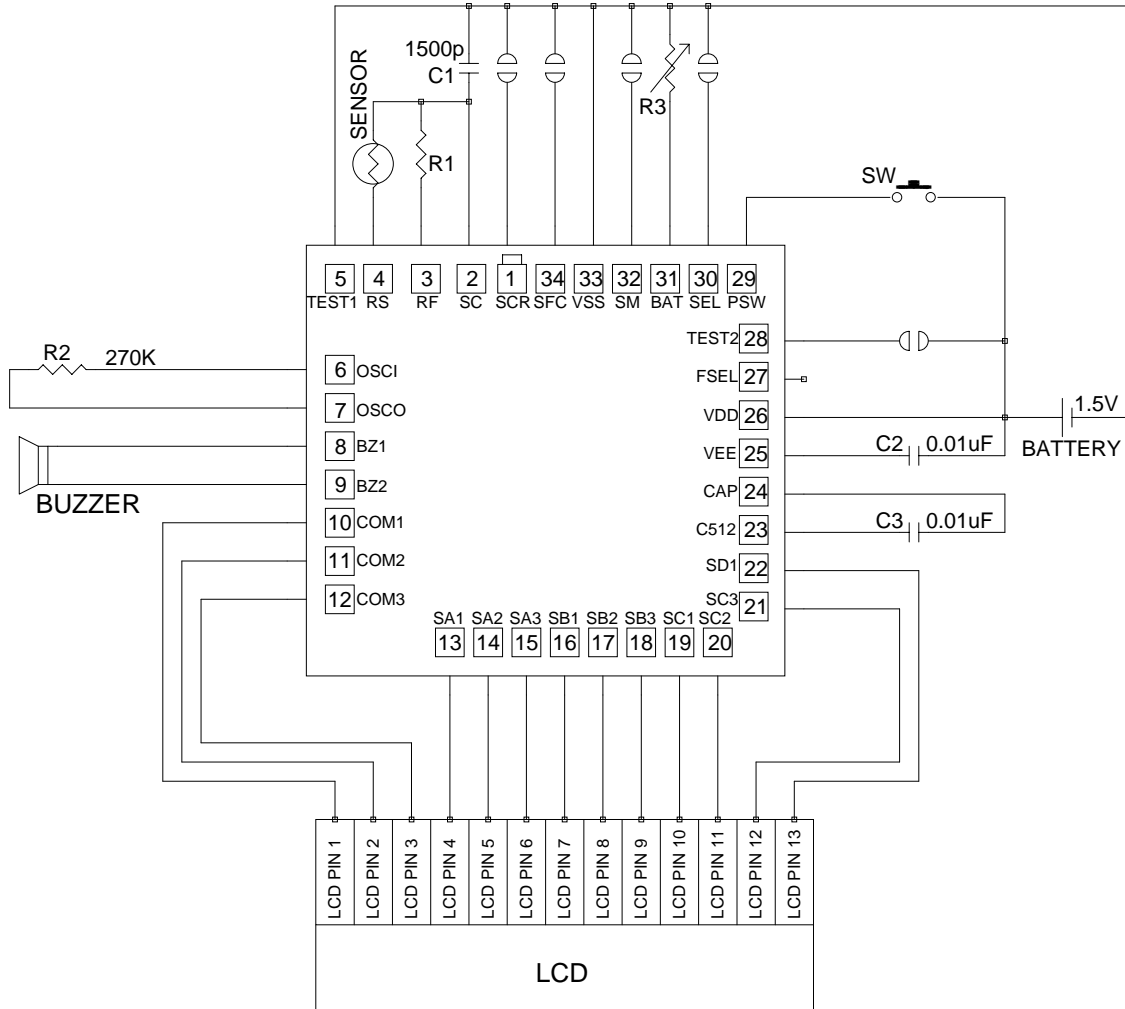 1500p
C1
SENSOR
R1
R3
SW
5 4 3 2 1 34 33 32 31 30 29
TEST1 RS RF SC SCR SFC VSS SM BAT SEL PSW
TEST2 28
FSEL 27
VDD 26
VEE 25
CAP 24
C512 23
SD1 22
SC3 21
R2 270K
6 OSCI
7 OSCO
8 BZ1
9 BZ2
10 COM1
11 COM2
12 COM3
BUZZER
1.5V
BATTERY
C2 0.01uF
C3 0.01uF
SA1 SA2 SA3 SB1 SB2 SB3 SC1 SC2
13 14 15 16 17 18 19 20
LCD PIN 1
LCD PIN 2
LCD PIN 3
LCD PIN 4
LCD PIN 5
LCD PIN 6
LCD PIN 7
LCD PIN 8
LCD PIN 9
LCD PIN 10
LCD PIN 11
LCD PIN 12
LCD PIN 13
LCD